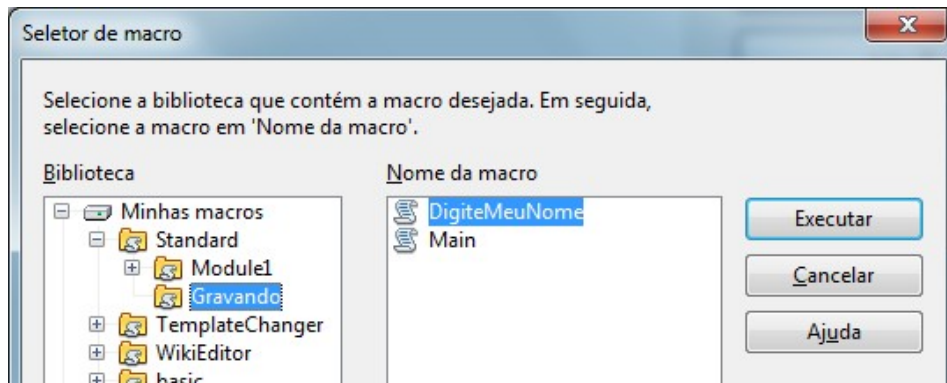 Seletor de macro
Selecione a biblioteca que contém a macro desejada. Em seguida,
selecione a macro em 'Nome da macro'.
Biblioteca
Nome da macro
Minhas macros
Standard
Module1
Gravando
TemplateChanger
WikiEditor
basic
DigiteMeuNome
Main
Executar
Cancelar
Ajuda